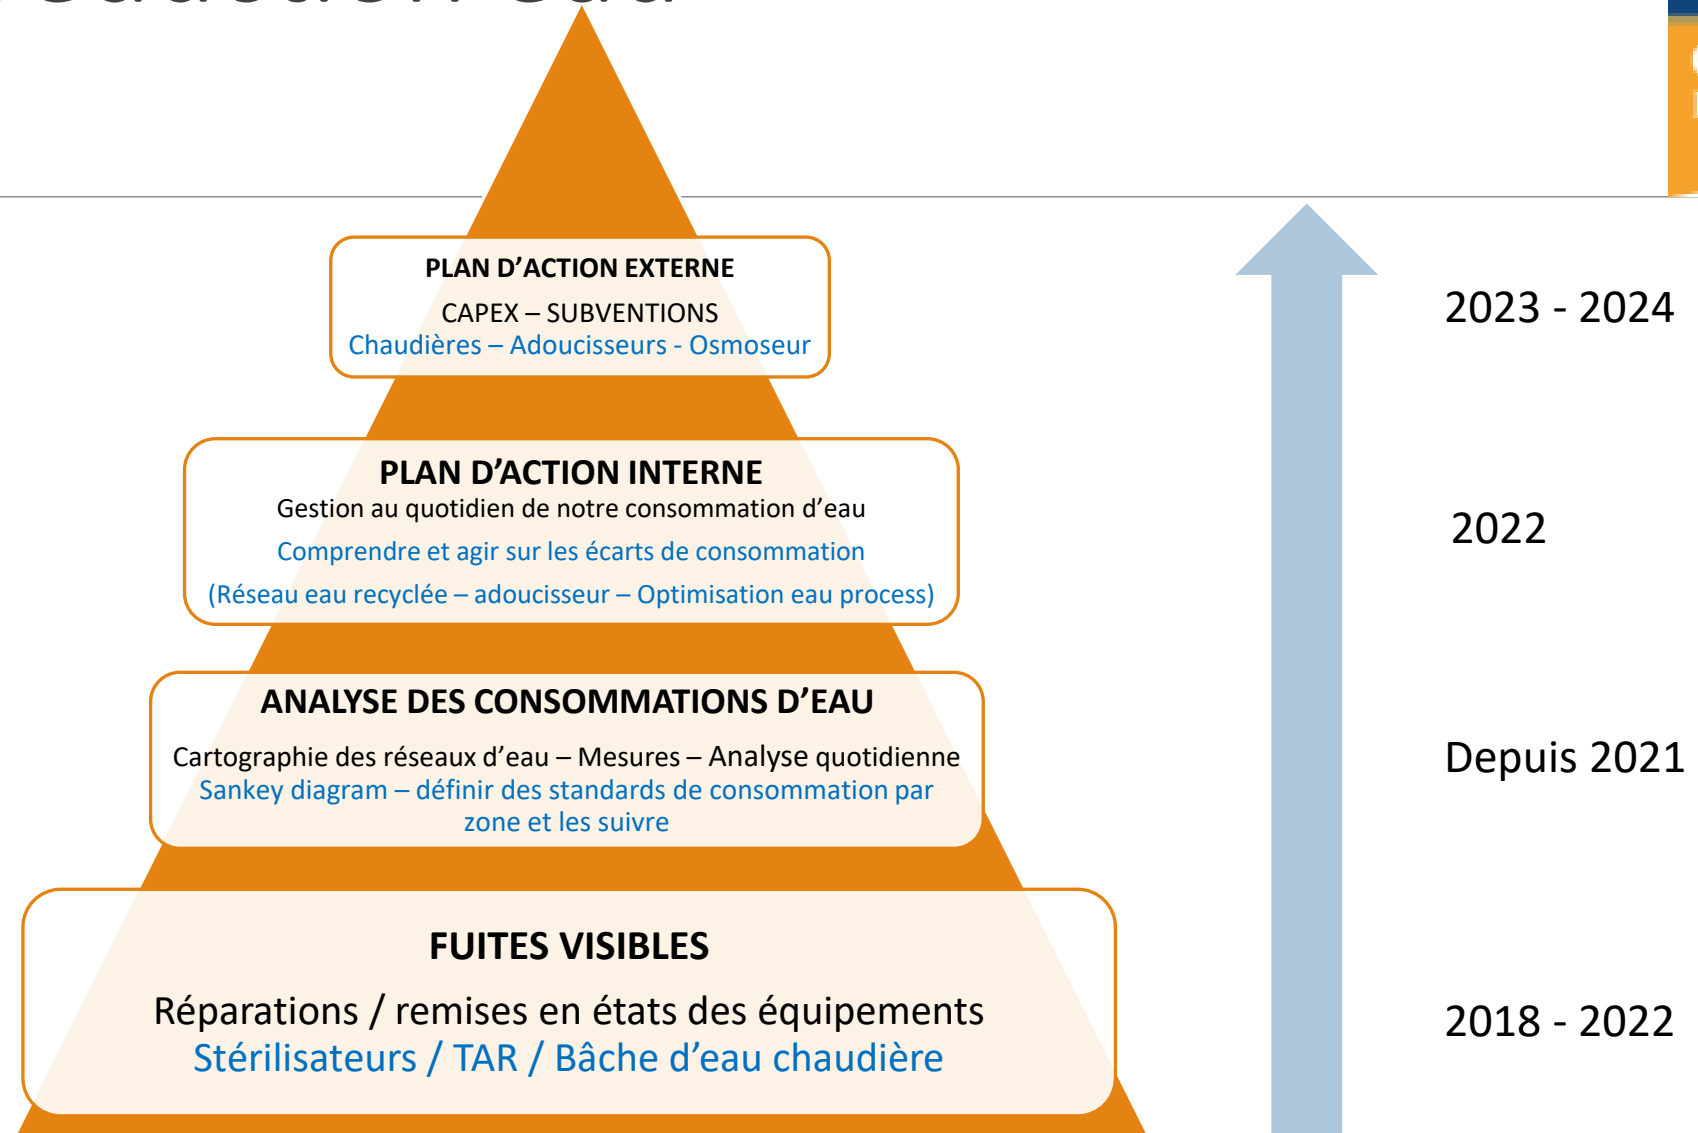 PLAN D’ACTION EXTERNE
CAPEX – SUBVENTIONS
Chaudières – Adoucisseurs - Osmoseur
2023 - 2024
PLAN D’ACTION INTERNE
Gestion au quotidien de notre consommation d’eau
Comprendre et agir sur les écarts de consommation
(Réseau eau recyclée – adoucisseur – Optimisation eau process)
2022
ANALYSE DES CONSOMMATIONS D’EAU
Cartographie des réseaux d’eau – Mesures – Analyse quotidienne
Sankey diagram – définir des standards de consommation par
zone et les suivre
Depuis 2021
FUITES VISIBLES
Réparations / remises en états des équipements
Stérilisateurs / TAR / Bâche d’eau chaudière
2018 - 2022